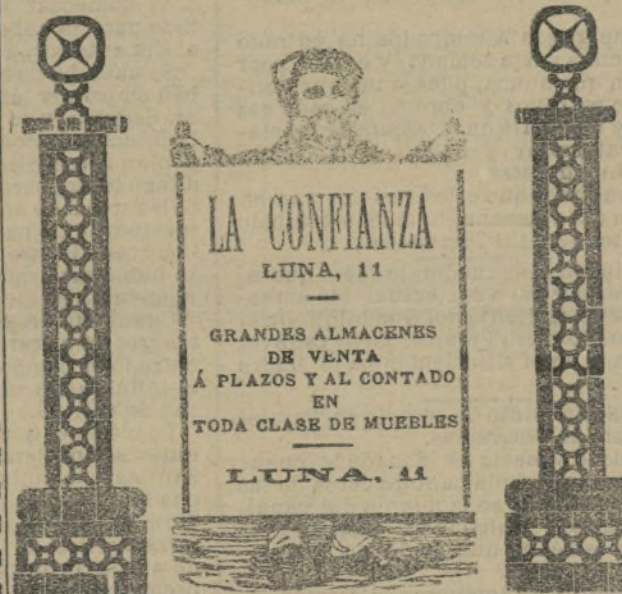 LA CONFIANZA
LUNA, 11
GRANDES ALMACENES
DE VENTA
Á PLAZOS Y AL CONTADO
EN
TODA CLASE DE MUEBLES
LUNA, 11